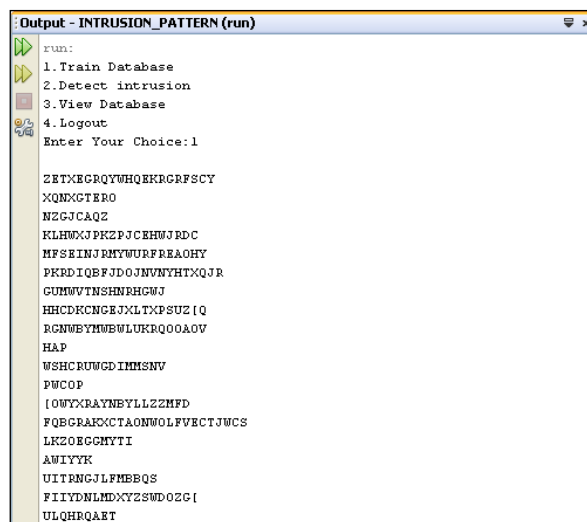 Output - INTRUSION_PATTERN (run)
run:
1.Train Database
2.Detect intrusion
3.View Database
4.Logout
Enter Your Choice:1
ZETXEGRQYWHQEKRGRFSCY
XQNXGTERO
NZGJCAQZ
KLHWXJPKZPJCEHWJRDC
MFSEINJRMYWURFREAOHY
PKRDIQBFJDOJNVNYHTXQJR
GUMWVTNSHNRHGWJ
HHCDKCNGEJXLTXPSUZ[Q
RGNWBYMWBWLUKRQOOAOV
HAP
WSHCRUWGDIMMSNV
PWCOP
[OWYXRAYNBYLLZZMFD
FQBGRAKXCTAONWOLFVECTJWCS
LKZOEGGMYTI
AWIYYK
UITRNGJLFMBBQS
FIIYDNLMDXYZSWDOZG[
ULQHRQAET